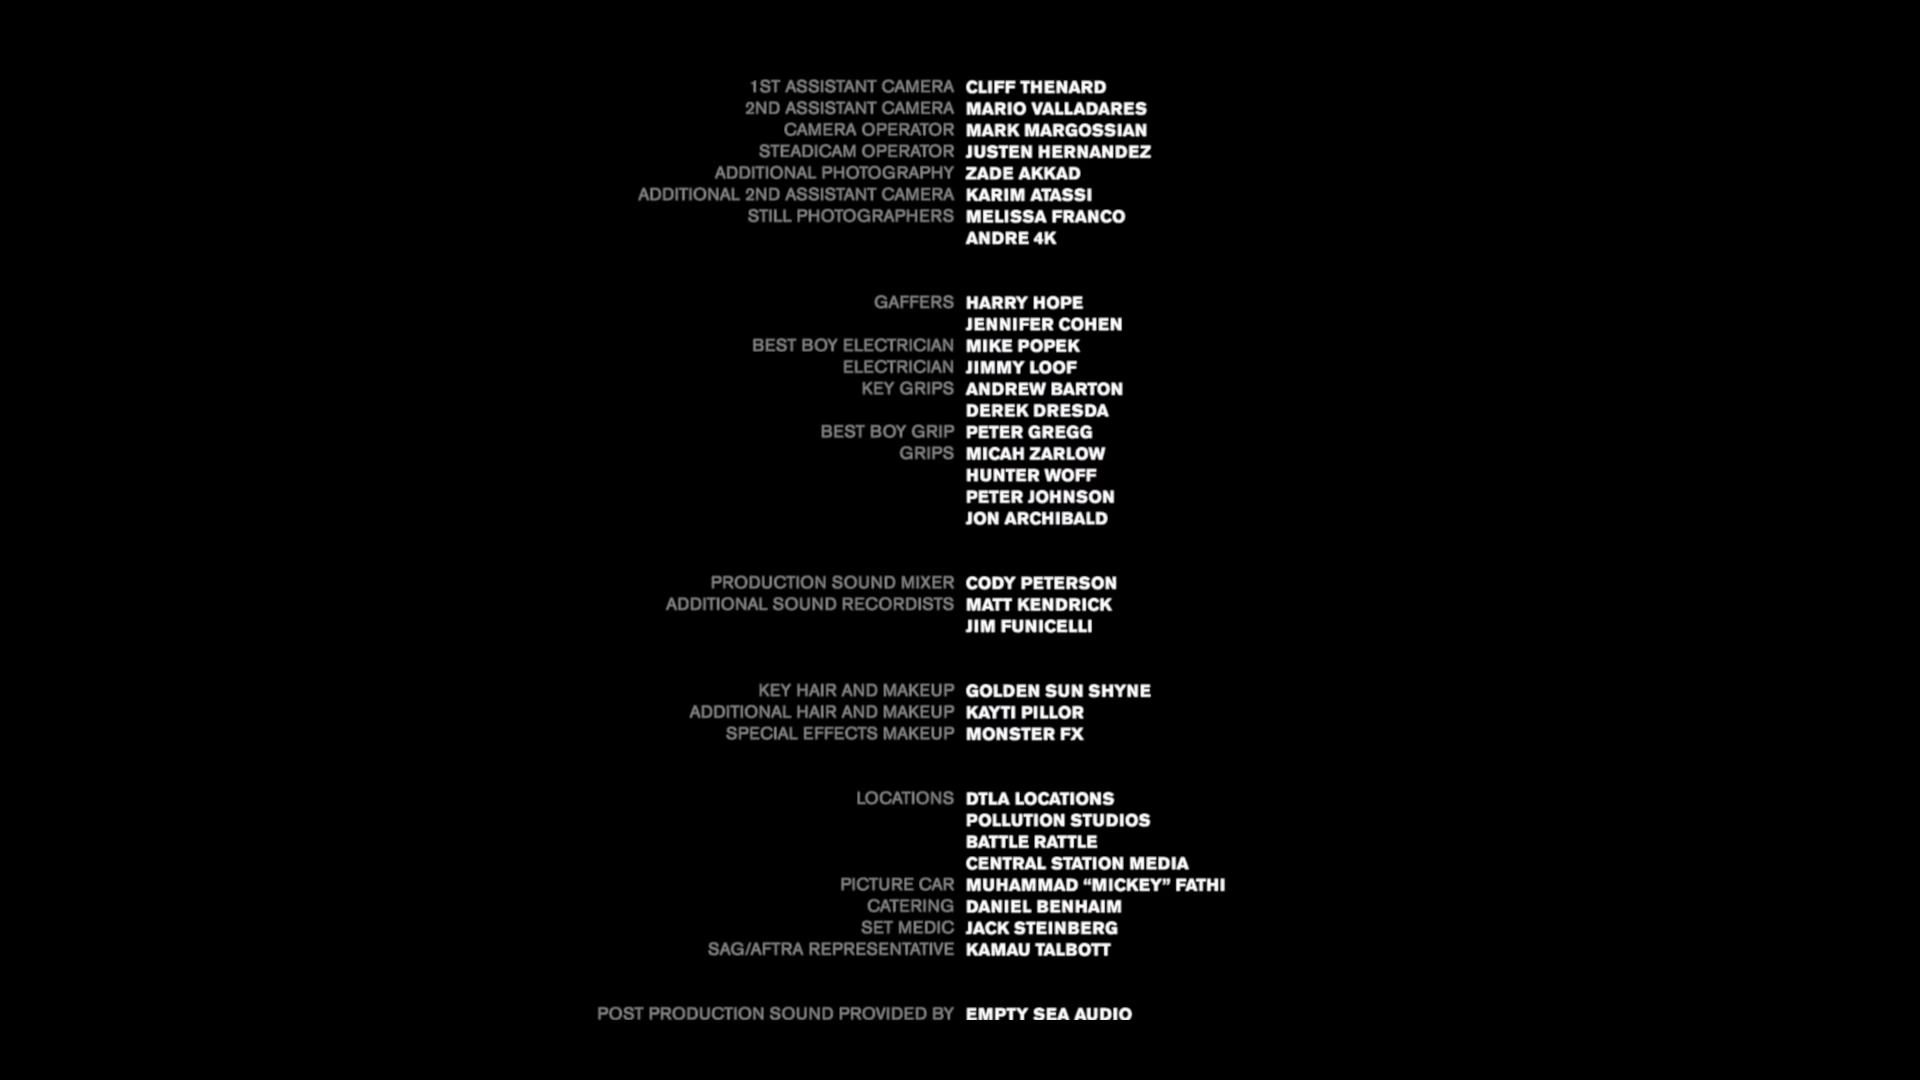 1ST ASSISTANT CAMERA CLIFF THENARD
2ND ASSISTANT CAMERA MARIO VALLADARES
CAMERA OPERATOR MARK MARGOSSIAN
STEADICAM OPERATOR JUSTEN HERNANDEZ
ADDITIONAL PHOTOGRAPHY ZADE AKKAD
ADDITIONAL 2ND ASSISTANT CAMERA KARIM ATASSI
STILL PHOTOGRAPHERS MELISSA FRANCO
ANDRE 4K
GAFFERS HARRY HOPE
JENNIFER COHEN
BEST BOY ELECTRICIAN MIKE POPEK
ELECTRICIAN JIMMY LOOF
KEY GRIPS ANDREW BARTON
DEREK DRESDA
BEST BOY GRIP PETER GREGG
GRIPS MICAH ZARLOW
HUNTER WOFF
PETER JOHNSON
JON ARCHIBALD
PRODUCTION SOUND MIXER CODY PETERSON
ADDITIONAL SOUND RECORDISTS MATT KENDRICK
JIM FUNICELLI
KEY HAIR AND MAKEUP GOLDEN SUN SHYNE
ADDITIONAL HAIR AND MAKEUP KAYTI PILLOR
SPECIAL EFFECTS MAKEUP MONSTER FX
LOCATIONS DTLA LOCATIONS
POLLUTION STUDIOS
BATTLE RATTLE
CENTRAL STATION MEDIA
PICTURE CAR MUHAMMAD “MICKEY” FATHI
CATERING DANIEL BENHAIM
SET MEDIC JACK STEINBERG
SAG/AFTRA REPRESENTATIVE KAMAU TALBOTT
POST PRODUCTION SOUND PROVIDED BY EMPTY SEA AUDIO